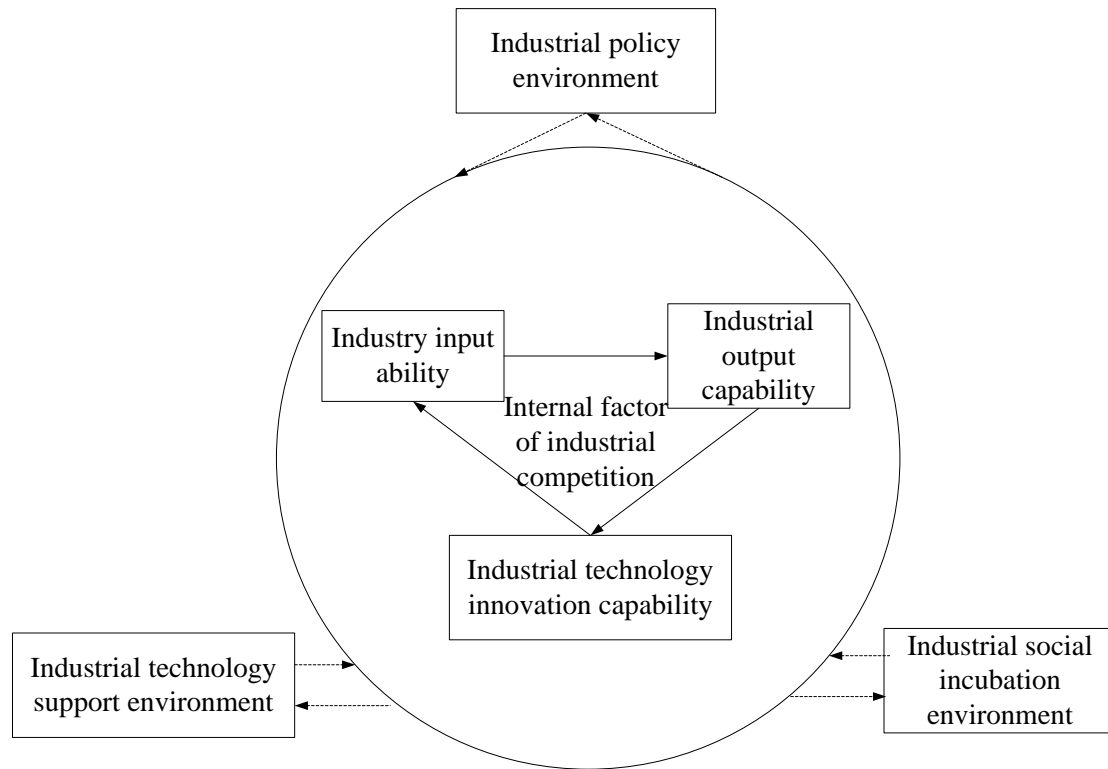 Industrial policy
environment
Industry input
ability
Industrial
output
capability
Internal factor
of industrial
competition
Industrial technology
innovation capability
Industrial technology
support environment
Industrial social
incubation
environment